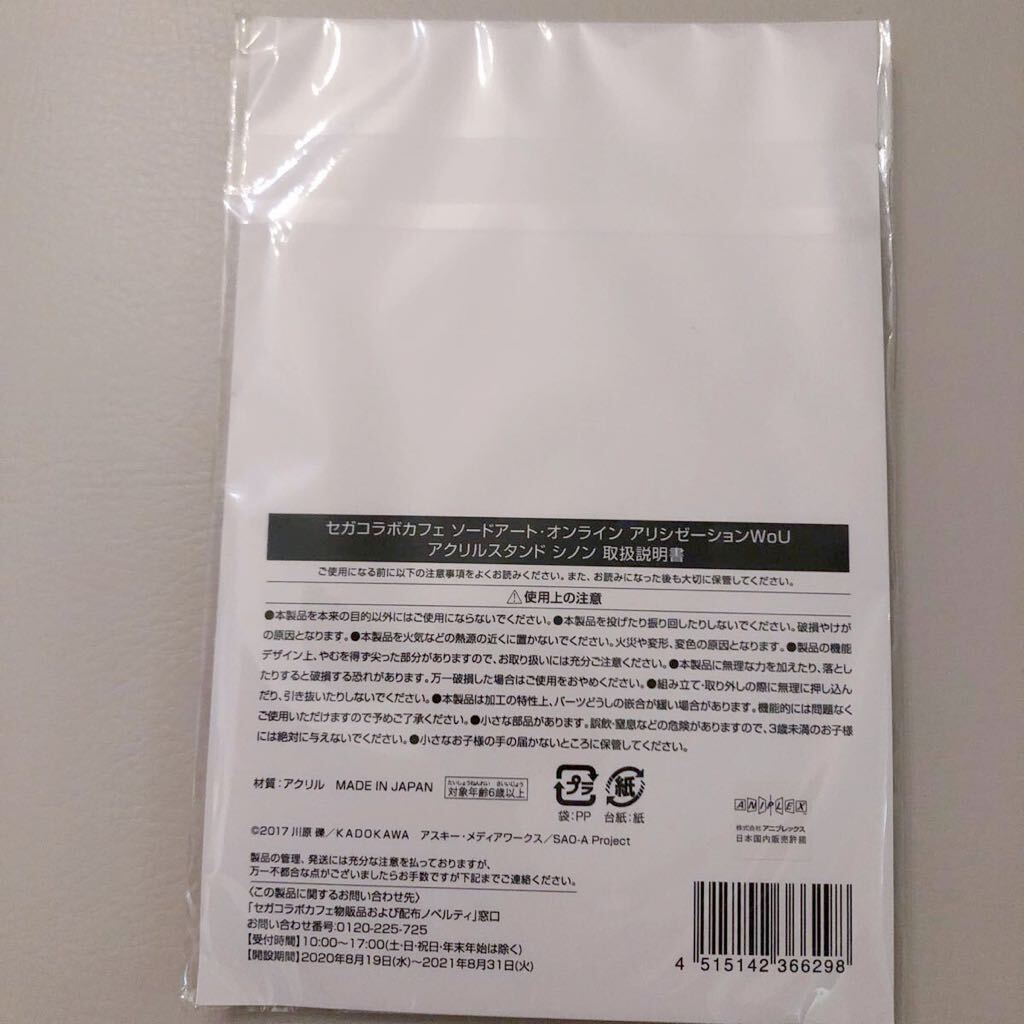 セガコラボカフェ ソードアート・オンライン アリシゼーションWoU
アクリルスタンド シノン 取扱説明書
ご使用になる前に以下の注意事項をよくお読みください。また、お読みになった後も大切に保管してください。
⚠使用上の注意
●本製品を本来の目的以外にはご使用にならないでください。●本製品を投げたり振り回したりしないでください。破損やけが
の原因となります。●本製品を火気などの熱源の近くに置かないでください。火災や変形、変色の原因となります。●製品の機能
デザイン上、やむを得ず尖った部分がありますので、お取り扱いには充分ご注意ください。●本製品に無理な力を加えたり、落とし
たりすると破損する恐れがあります。万一破損した場合はご使用をおやめください。●組み立て・取り外しの際に無理に押し込ん
だり、引き抜いたりしないでください。●本製品は加工の特性上、パーツどうしの嵌合が緩い場合があります。機能的には問題なく
ご使用いただけますので予めご了承ください。●小さな部品があります。誤飲・窒息などの危険がありますので、3歳未満のお子様
には絶対に与えないでください。●小さなお子様の手の届かないところに保管してください。
材質：アクリル MADE IN JAPAN
たいしょうねんれい さいいじょう
対象年齢6歳以上
プラ
袋：PP
紙
台紙：紙
ANIPLEX
株式会社 アニプレックス
日本国内販売許諾
©2017 川原 礫／KADOKAWA アスキー・メディアワークス／SAO-A Project
製品の管理、発送には充分な注意を払っておりますが、
万一不都合な点がございましたらお手数ですが下記までご連絡ください。
〈この製品に関するお問い合わせ先〉
「セガコラボカフェ物販品および配布ノベルティ」窓口
お問い合わせ番号：0120-225-725
【受付時間】10:00～17:00(土・日・祝日・年末年始は除く)
【開設期間】2020年8月19日(水)～2021年8月31日(火)
4 515142 366298